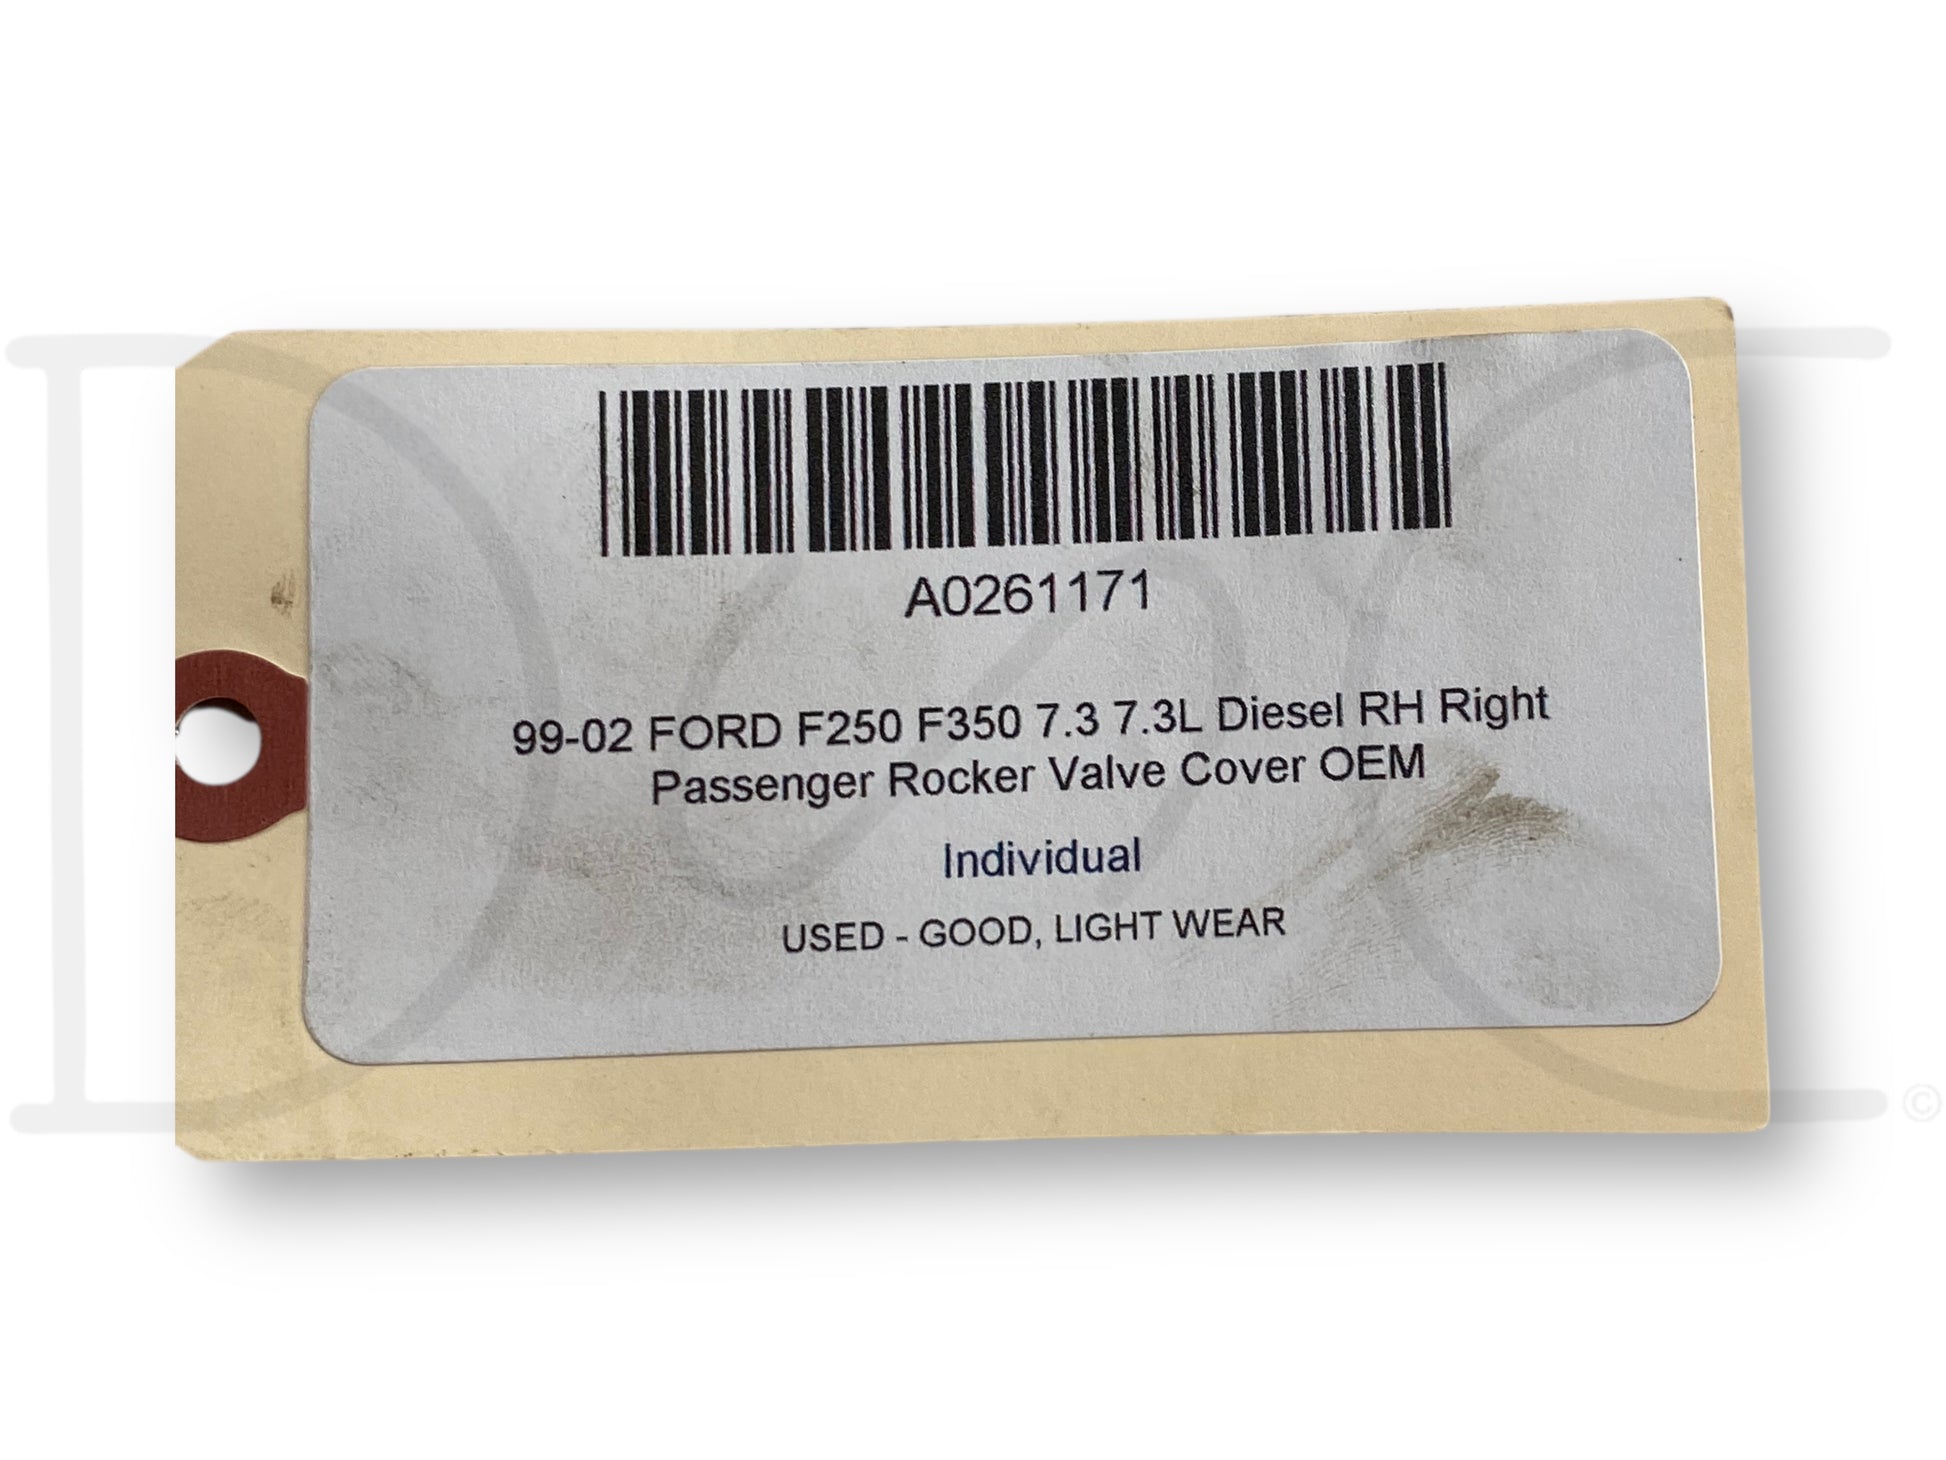 A0261171
99-02 FORD F250 F350 7.3 7.3L Diesel RH Right
Passenger Rocker Valve Cover OEM
Individual
USED - GOOD, LIGHT WEAR
©